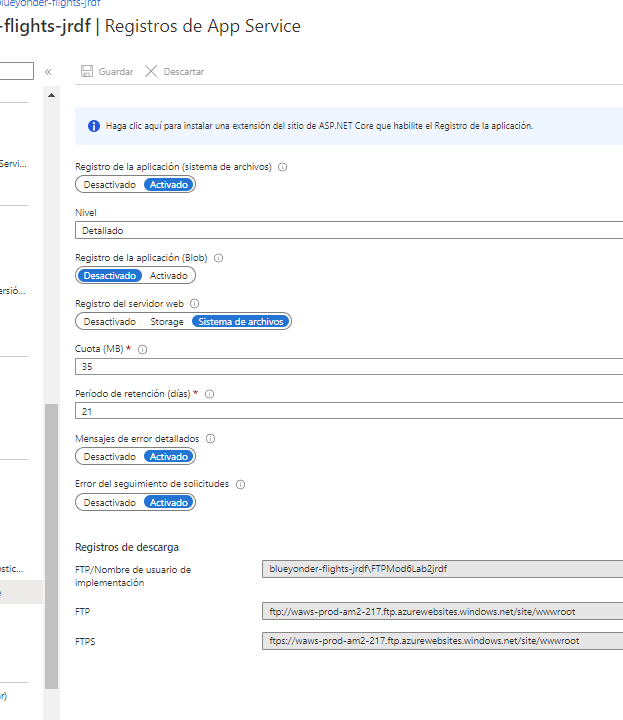 blueyonder-flights-jrdf
-flights-jrdf | Registros de App Service
«
Guardar
Descartar
Haga clic aquí para instalar una extensión del sitio de ASP.NET Core que habilite el Registro de la aplicación.
Servi...
Registro de la aplicación (sistema de archivos)
Desactivado Activado
Nivel
Detallado
Registro de la aplicación (Blob)
Desactivado Activado
ersió...
Registro del servidor web
Desactivado Storage Sistema de archivos
Cuota (MB) *
35
Período de retención (días) *
21
Mensajes de error detallados
Desactivado Activado
Error del seguimiento de solicitudes
Desactivado Activado
Registros de descarga
ostic...
FTP/Nombre de usuario de
implementación
blueyonder-flights-jrdf\FTPMod6Lab2jrdf
FTP
ftp://waws-prod-am2-217.ftp.azurewebsites.windows.net/site/wwwroot
FTPS
ftps://waws-prod-am2-217.ftp.azurewebsites.windows.net/site/wwwroot
ar)